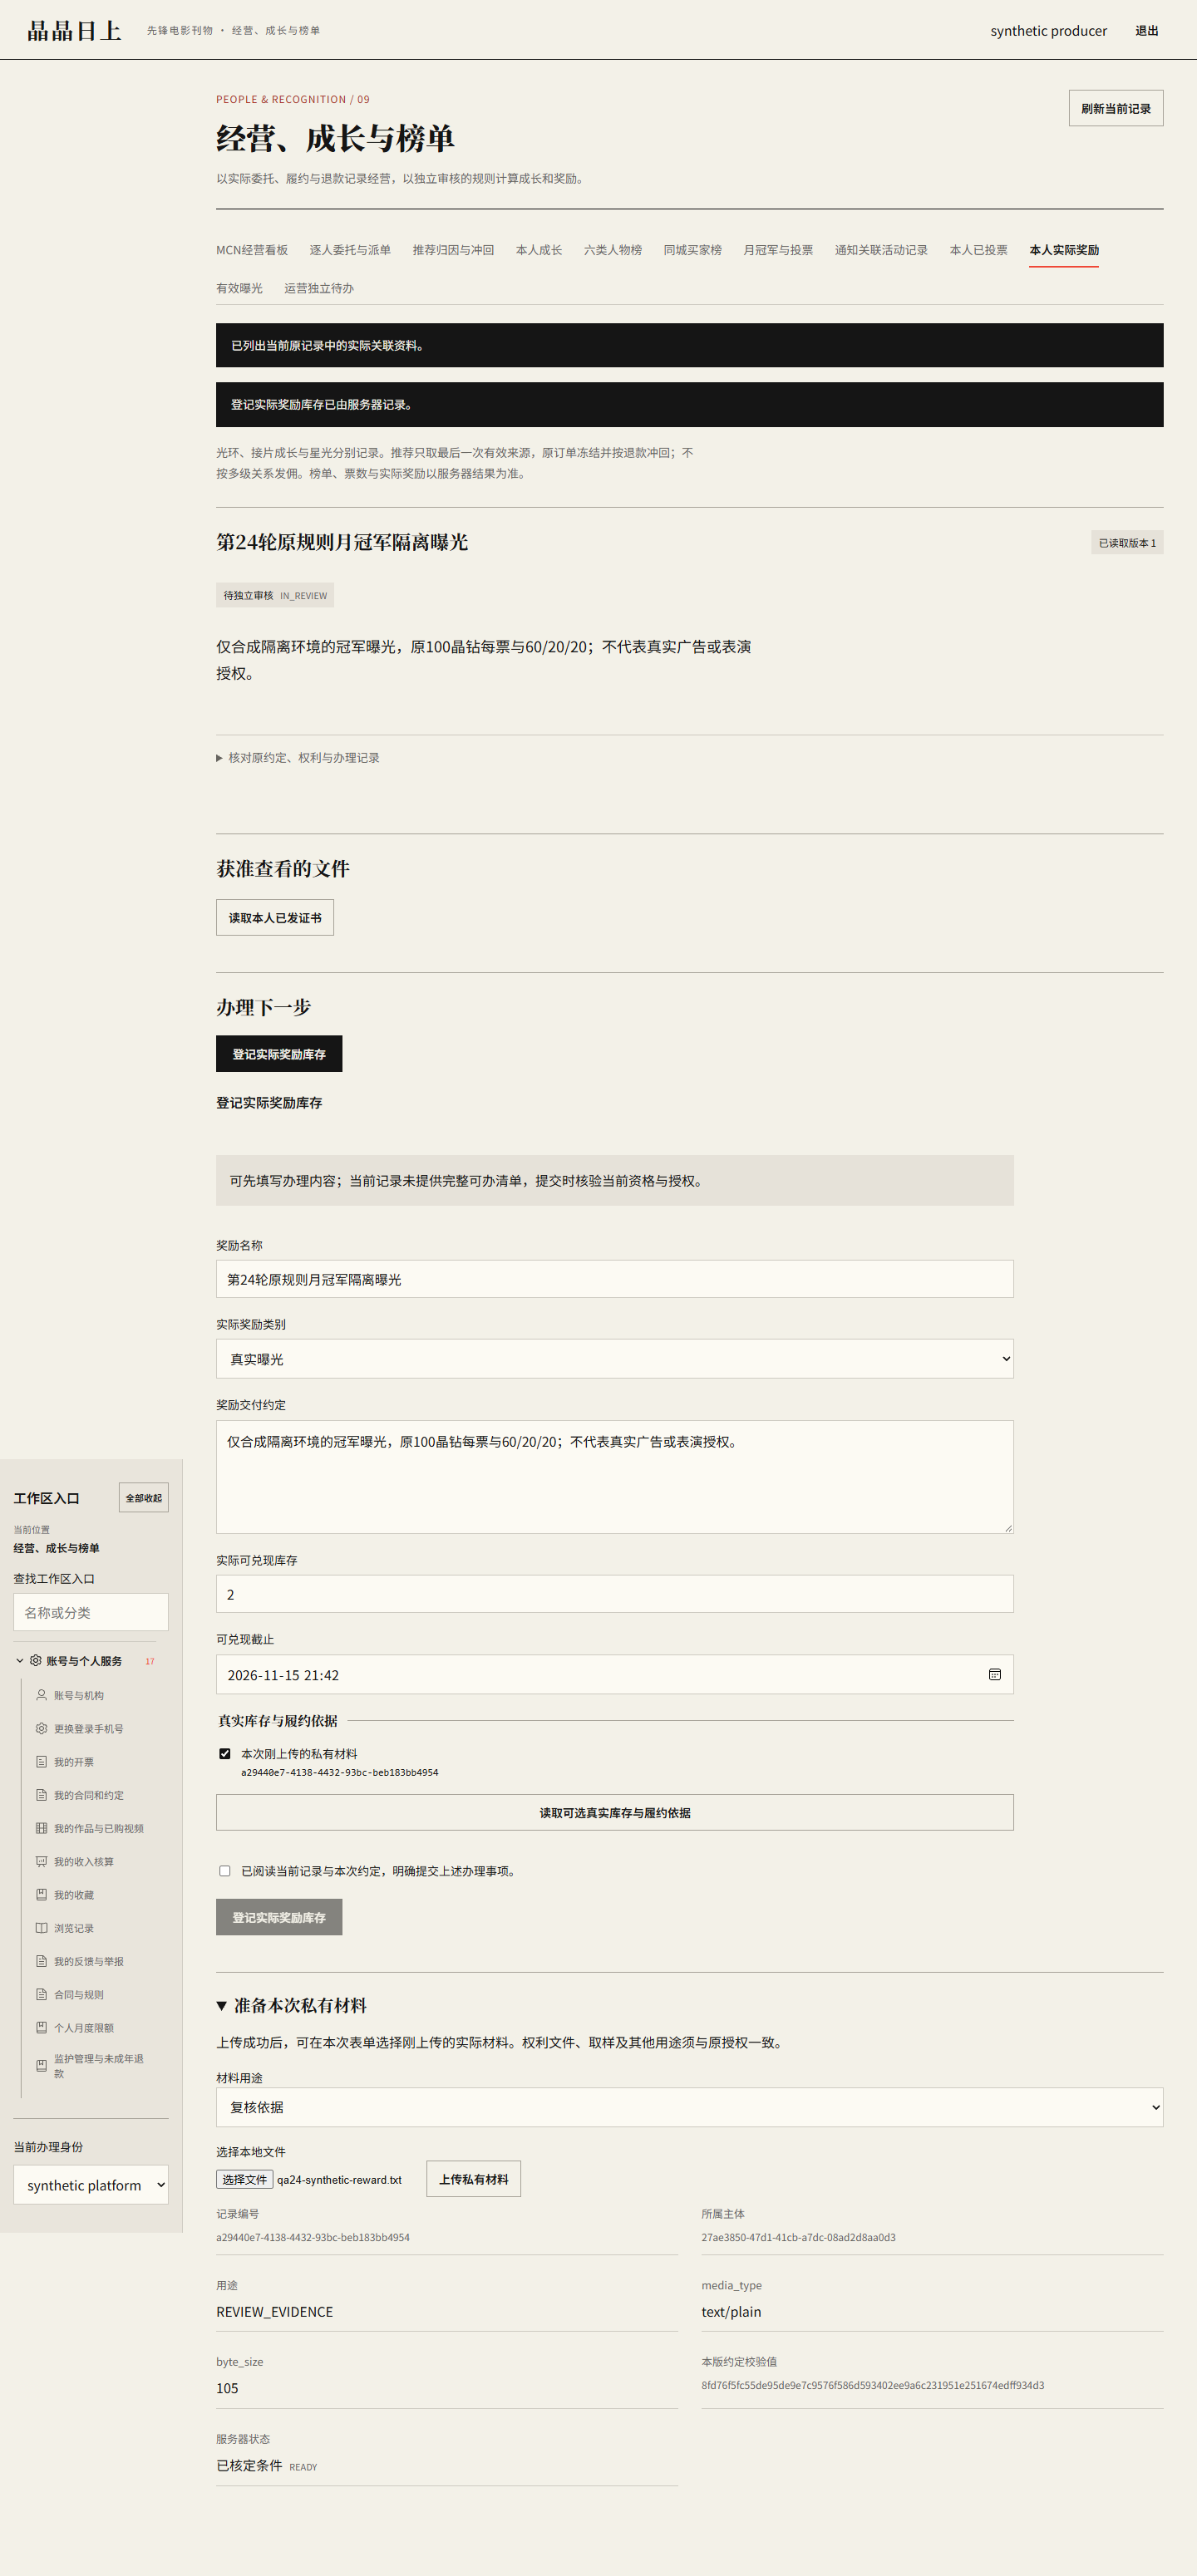 晶晶日上
先锋电影刊物 · 经营、成长与榜单
synthetic producer
退出
PEOPLE & RECOGNITION / 09
经营、成长与榜单
刷新当前记录
以实际委托、履约与退款记录经营，以独立审核的规则计算成长和奖励。
MCN经营看板
逐人委托与派单
推荐归因与冲回
本人成长
六类人物榜
同城买家榜
月冠军与投票
通知关联活动记录
本人已投票
本人实际奖励
有效曝光
运营独立待办
已列出当前原记录中的实际关联资料。
登记实际奖励库存已由服务器记录。
光环、接片成长与星光分别记录。推荐只取最后一次有效来源，原订单冻结并按退款冲回；不
按多级关系发佣。榜单、票数与实际奖励以服务器结果为准。
第24轮原规则月冠军隔离曝光
已读取版本 1
待独立审核 IN_REVIEW
仅合成隔离环境的冠军曝光，原100晶钻每票与60/20/20；不代表真实广告或表演
授权。
核对原约定、权利与办理记录
获准查看的文件
读取本人已发证书
办理下一步
登记实际奖励库存
登记实际奖励库存
可先填写办理内容；当前记录未提供完整可办清单，提交时核验当前资格与授权。
奖励名称
第24轮原规则月冠军隔离曝光
实际奖励类别
真实曝光
奖励交付约定
仅合成隔离环境的冠军曝光，原100晶钻每票与60/20/20；不代表真实广告或表演授权。
实际可兑现库存
2
可兑现截止
2026-11-15 21:42
真实库存与履约依据
本次刚上传的私有材料
a29440e7-4138-4432-93bc-beb183bb4954
读取可选真实库存与履约依据
已阅读当前记录与本次约定，明确提交上述办理事项。
登记实际奖励库存
准备本次私有材料
上传成功后，可在本次表单选择刚上传的实际材料。权利文件、取样及其他用途须与原授权一致。
材料用途
复核依据
选择本地文件
选择文件 qa24-synthetic-reward.txt
上传私有材料
记录编号
a29440e7-4138-4432-93bc-beb183bb4954
所属主体
27ae3850-47d1-41cb-a7dc-08ad2d8aa0d3
用途
REVIEW_EVIDENCE
media_type
text/plain
byte_size
105
本版约定校验值
8fd76f5fc55de95de9e7c9576f586d593402ee9a6c231951e251674edff934d3
服务器状态
已核定条件 READY
工作区入口
全部收起
当前位置
经营、成长与榜单
查找工作区入口
名称或分类
账号与个人服务
17
账号与机构
更换登录手机号
我的开票
我的合同和约定
我的作品与已购视频
我的收入核算
我的收藏
浏览记录
我的反馈与举报
合同与规则
个人月度限额
监护管理与未成年退
款
当前办理身份
synthetic platform